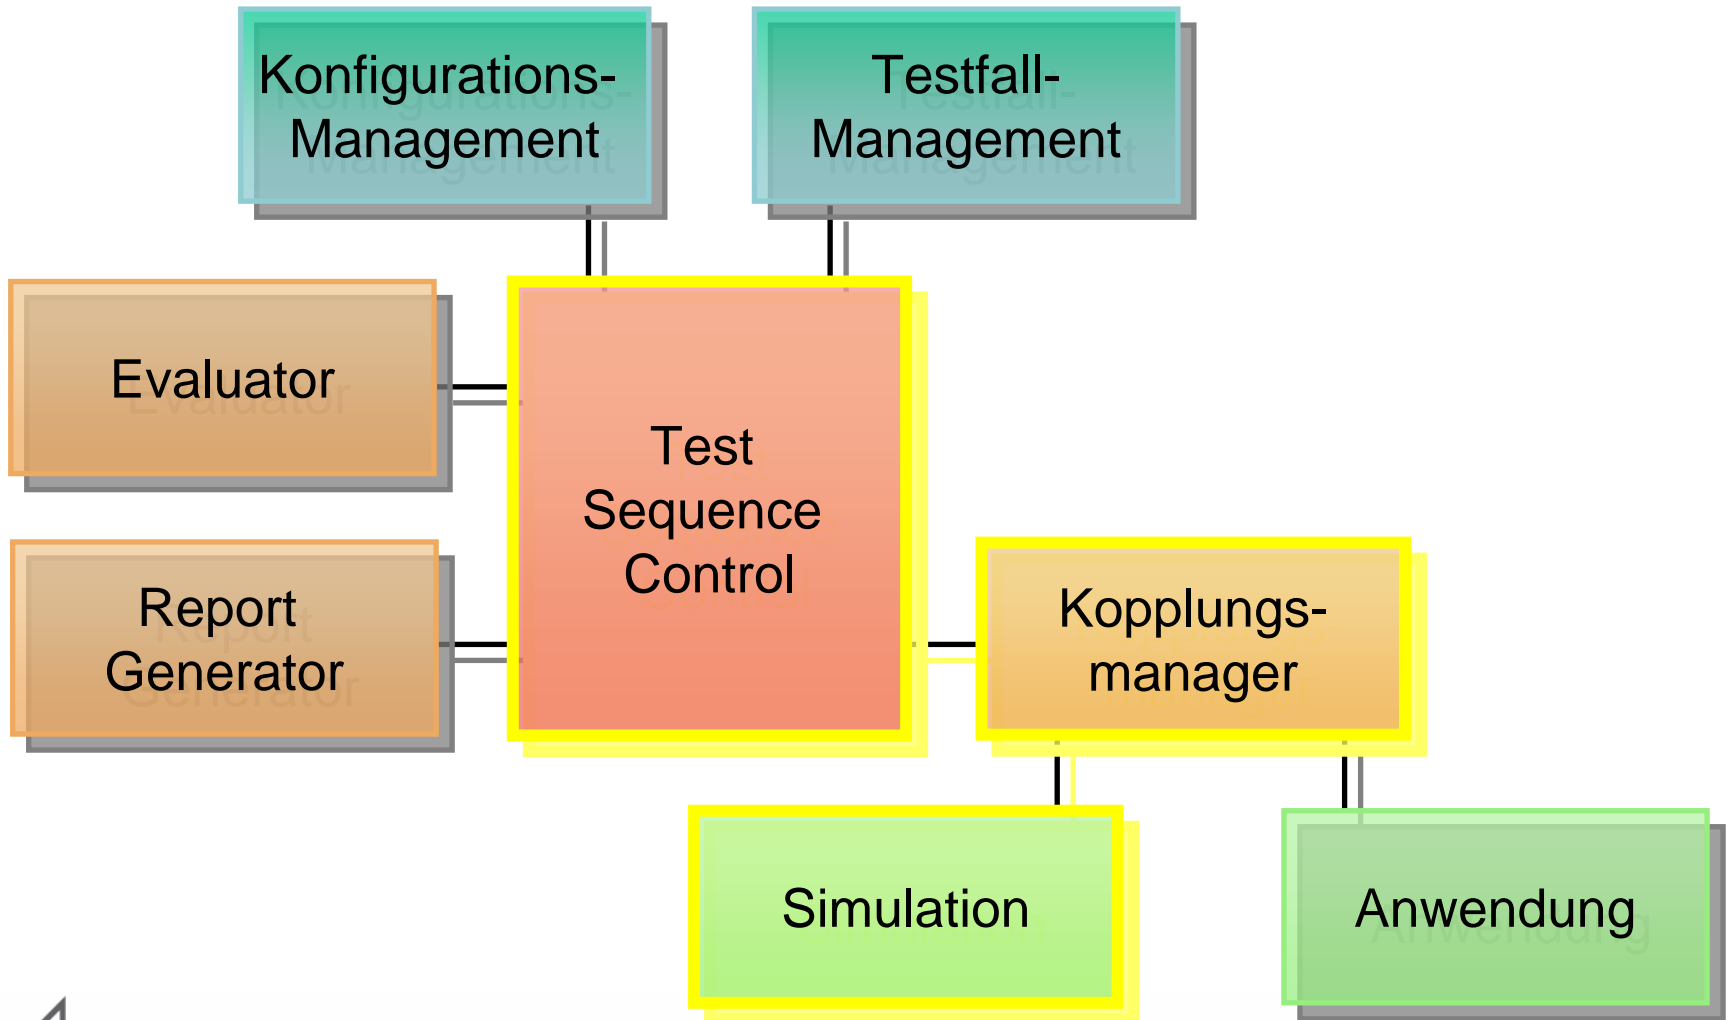 Konfigurations-
Management
Testfall-
Management
Evaluator
Test
Sequence
Control
Report
Generator
Kopplungs-
manager
Simulation
Anwendung